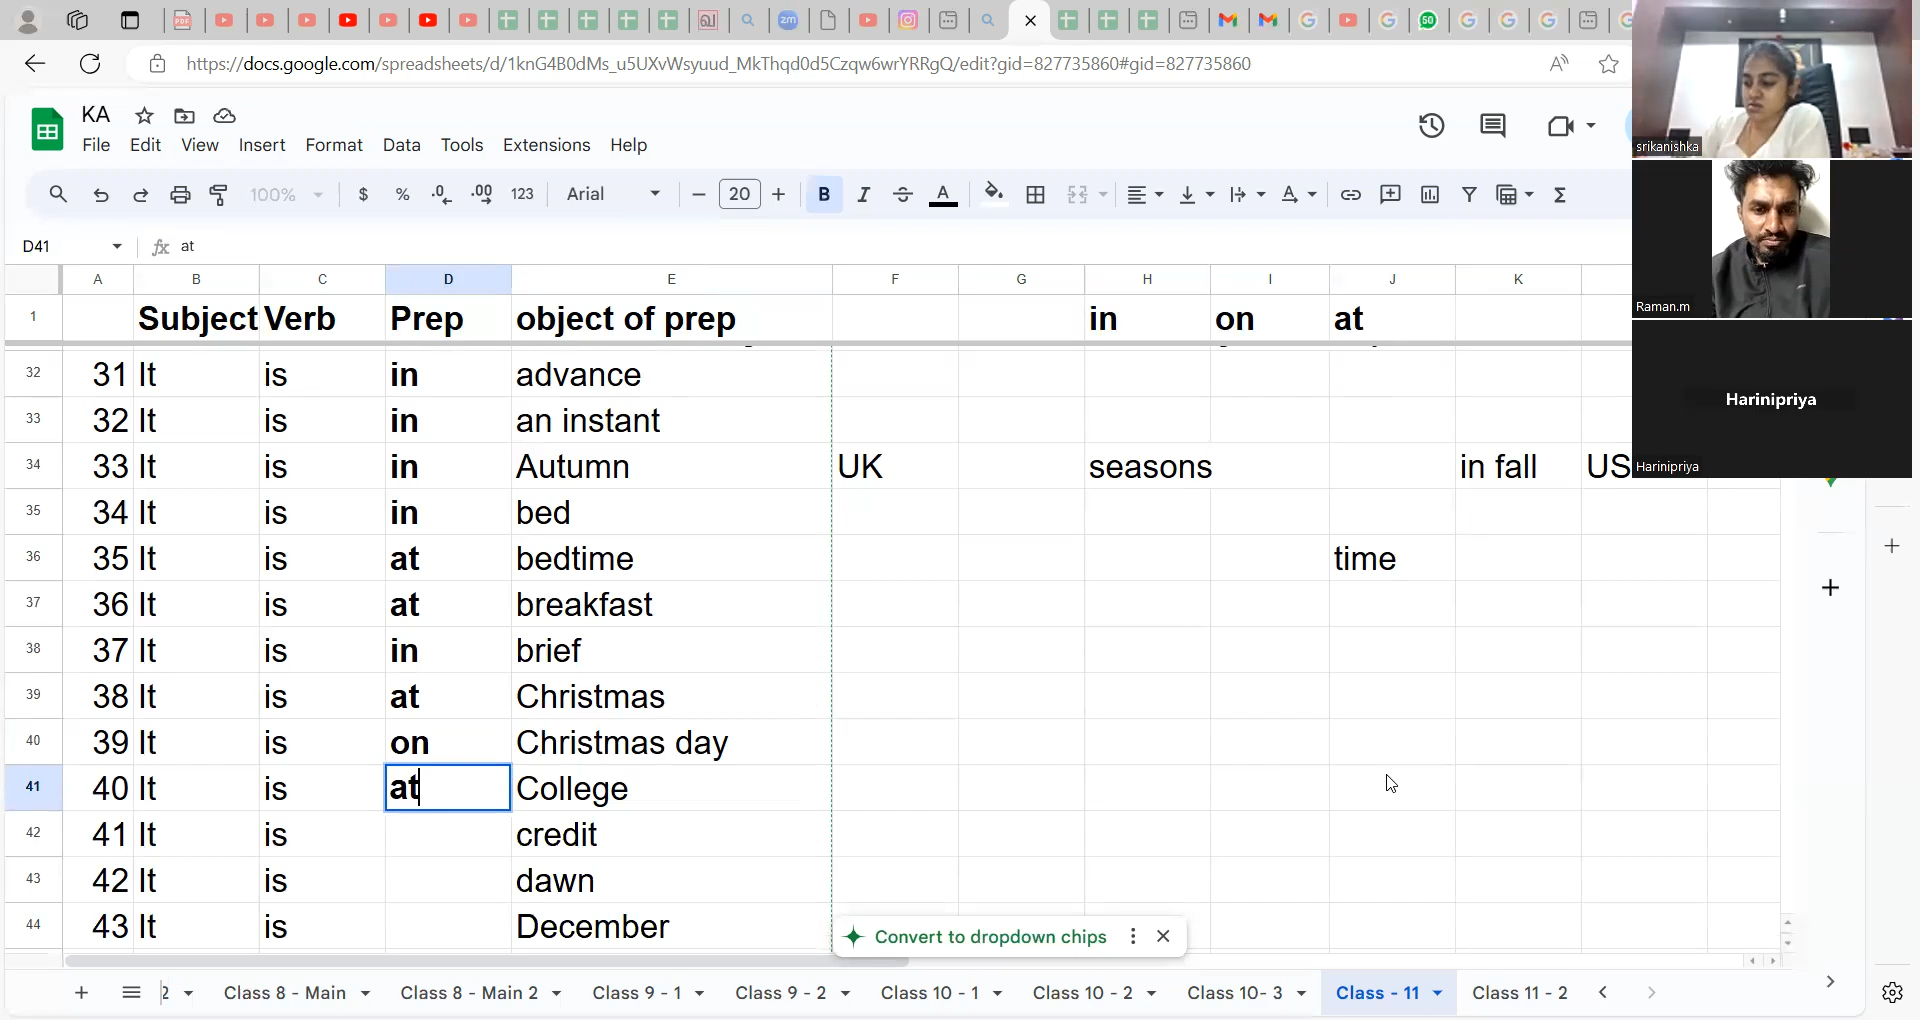 https://docs.google.com/spreadsheets/d/1knG4B0dMs_u5UXvWsyuud_MkThqd0d5Czqw6wrYRRgQ/edit?gid=827735860#gid=827735860
KA
File Edit View Insert Format Data Tools Extensions Help
100% $ % .0 .00 123 Arial 20 B I A
D41 fx at
A B C D E F G H I J K
1 Subject Verb Prep object of prep in on at
32 31 It is in advance
33 32 It is in an instant
34 33 It is in Autumn UK seasons in fall US
35 34 It is in bed
36 35 It is at bedtime time
37 36 It is at breakfast
38 37 It is in brief
39 38 It is at Christmas
40 39 It is on Christmas day
41 40 It is at College
42 41 It is credit
43 42 It is dawn
44 43 It is December
Convert to dropdown chips
2 Class 8 - Main Class 8 - Main 2 Class 9 - 1 Class 9 - 2 Class 10 - 1 Class 10 - 2 Class 10- 3 Class - 11 Class 11 - 2
srikanishka
Raman.m
Harinipriya
Harinipriya